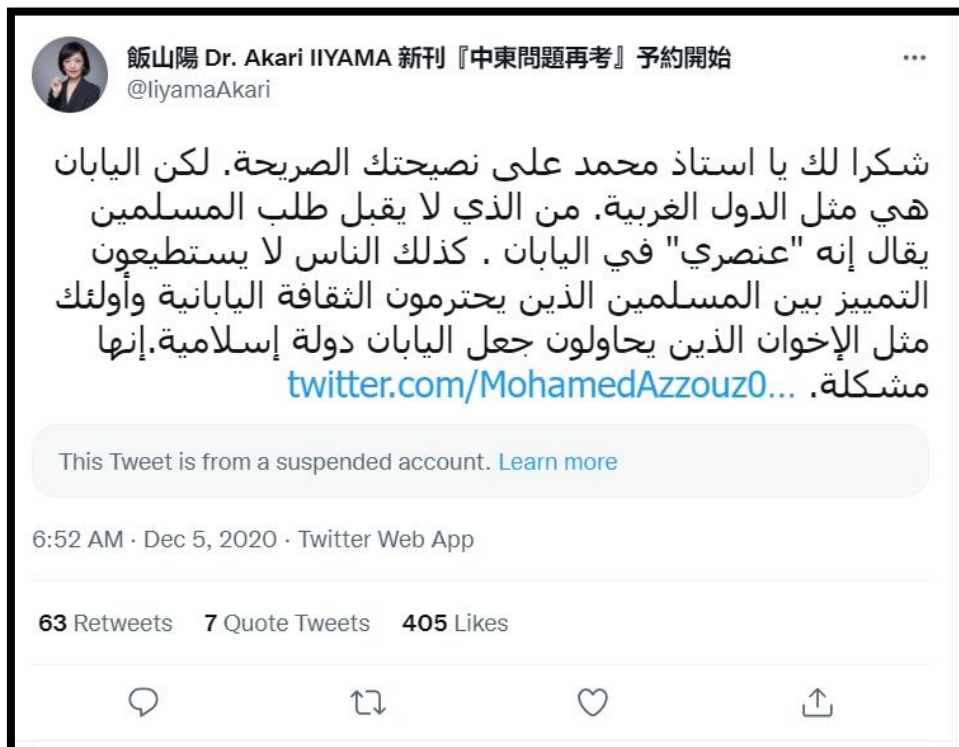 飯山陽 Dr. Akari IIYAMA 新刊『中東問題再考』予約開始
@IiyamaAkari
شكرا لك يا استاذ محمد على نصيحتك الصريحة. لكن اليابان
هي مثل الدول الغربية. من الذي لا يقبل طلب المسلمين
يقال إنه "عنصري" في اليابان . كذلك الناس لا يستطيعون
التمييز بين المسلمين الذين يحترمون الثقافة اليابانية وأولئك
مثل الإخوان الذين يحاولون جعل اليابان دولة إسلامية.إنها
مشكلة. twitter.com/MohamedAzzouz0…
This Tweet is from a suspended account. Learn more
6:52 AM · Dec 5, 2020 · Twitter Web App
63 Retweets 7 Quote Tweets 405 Likes